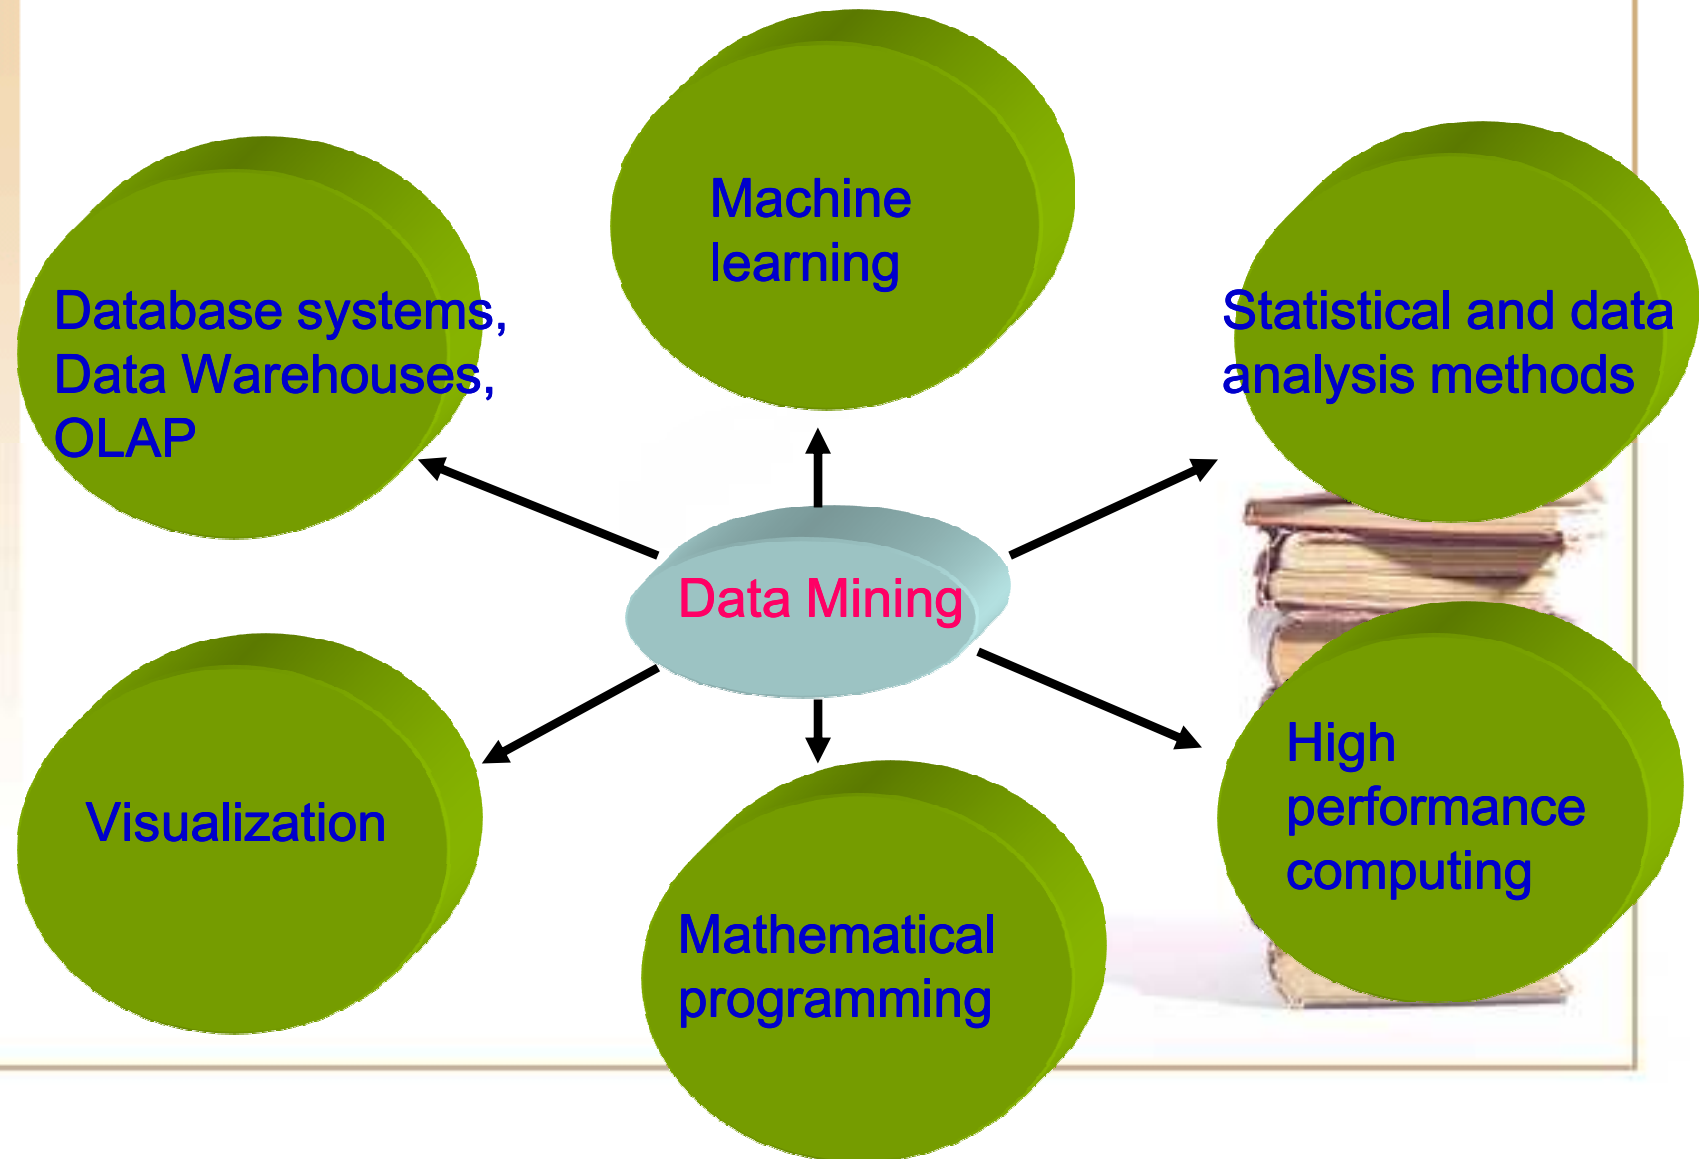 Machine
learning
Database systems,
Data Warehouses,
OLAP
Statistical and data
analysis methods
Data Mining
Visualization
High
performance
computing
Mathematical
programming